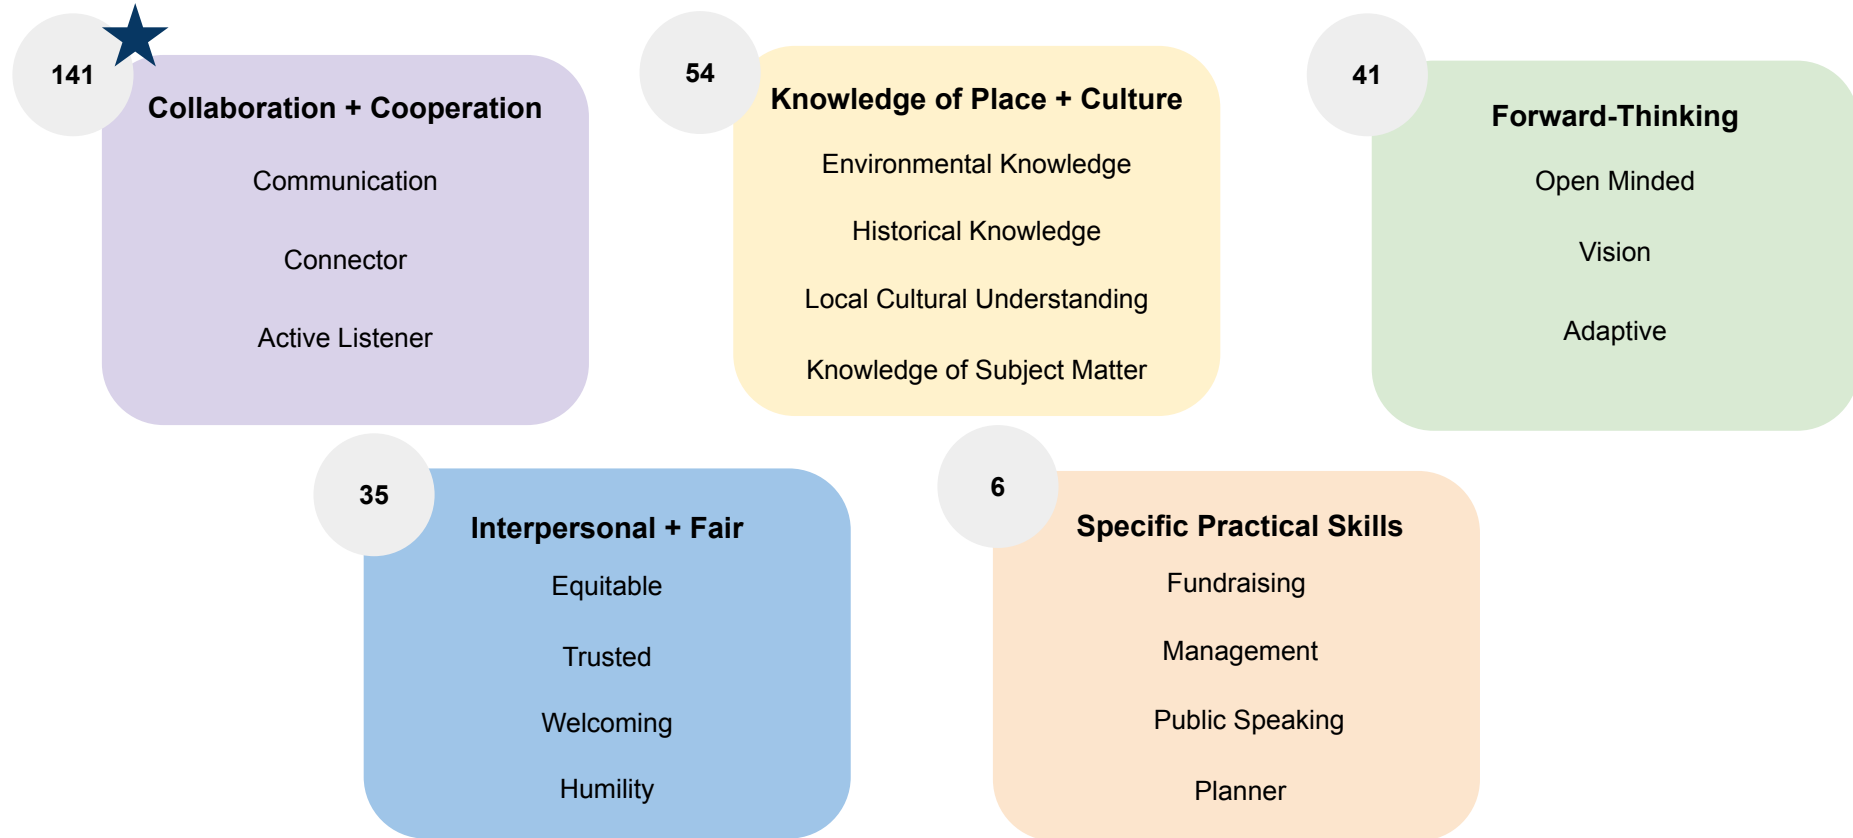 141
Collaboration + Cooperation
Communication
Connector
Active Listener
54
Knowledge of Place + Culture
Environmental Knowledge
Historical Knowledge
Local Cultural Understanding
Knowledge of Subject Matter
41
Forward-Thinking
Open Minded
Vision
Adaptive
35
Interpersonal + Fair
Equitable
Trusted
Welcoming
Humility
6
Specific Practical Skills
Fundraising
Management
Public Speaking
Planner